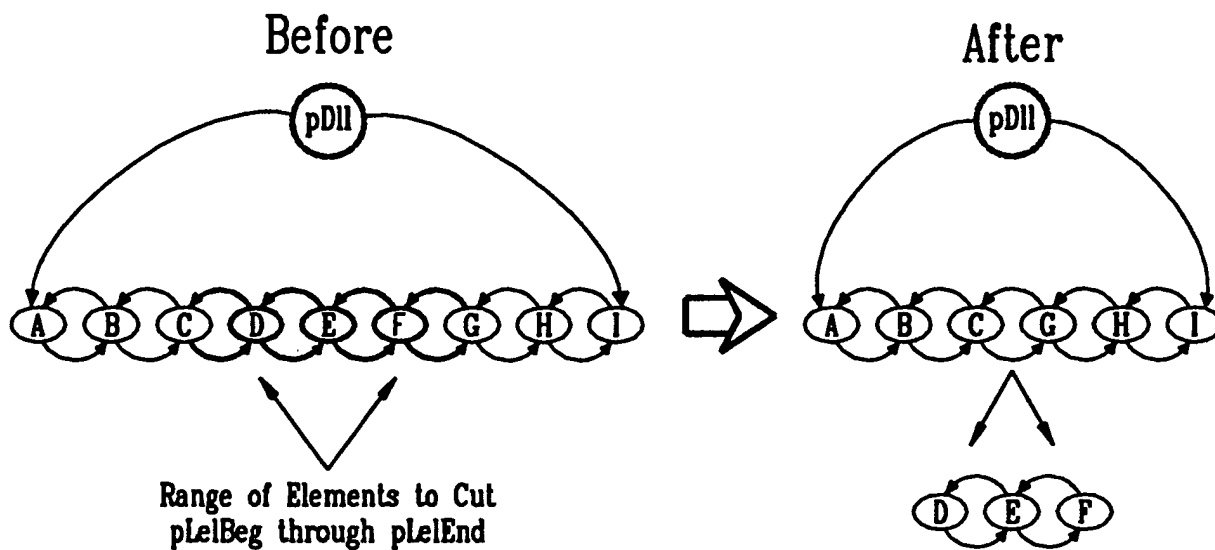 Before
After
pDll
pDll
A B C D E F G H I
A B C G H I
Range of Elements to Cut
pLelBeg through pLelEnd
D E F